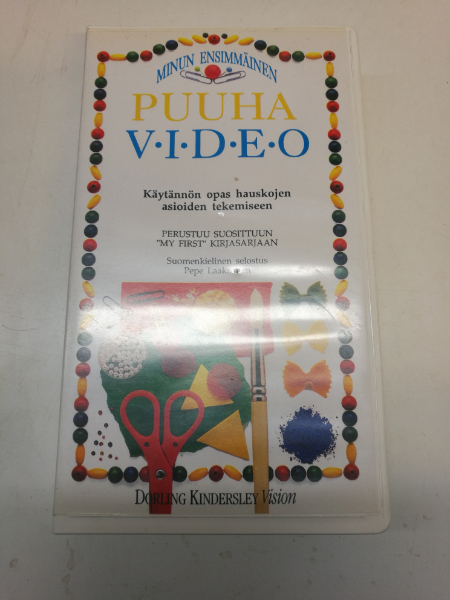 MINUN ENSIMMÄINEN
PUUHA
V·I·D·E·O
Käytännön opas hauskojen
asioiden tekemiseen
PERUSTUU SUOSITTUUN
"MY FIRST" KIRJASARJAAN
Suomenkielinen selostus
Pepe
DORLING KINDERSLEY Vision